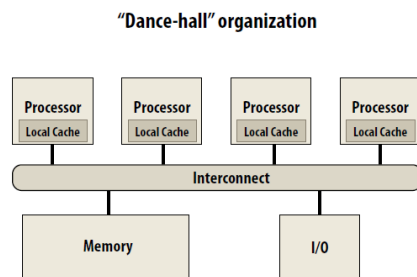 “Dance-hall” organization
Processor Processor Processor Processor
Local Cache Local Cache Local Cache Local Cache
Interconnect
Memory I/O